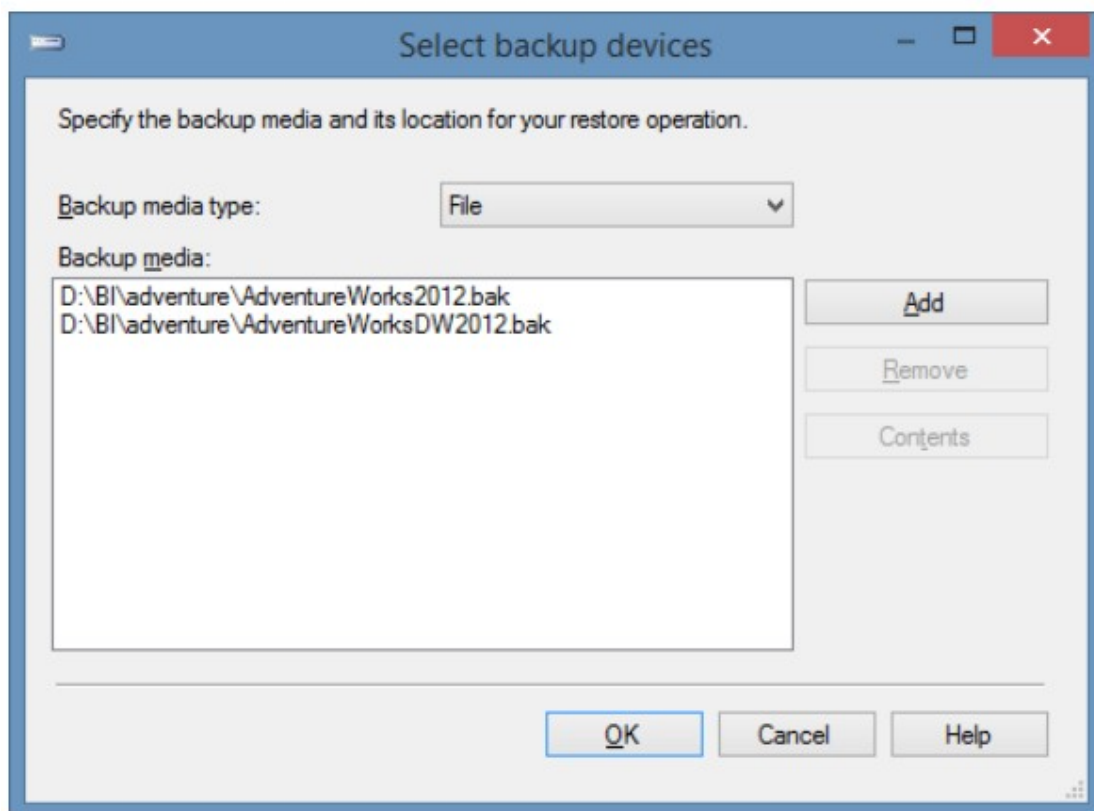 Select backup devices
Specify the backup media and its location for your restore operation.
Backup media type:
File
Backup media:
D:\BI\adventure\AdventureWorks2012.bak
D:\BI\adventure\AdventureWorksDW2012.bak
Add
Remove
Contents
OK
Cancel
Help